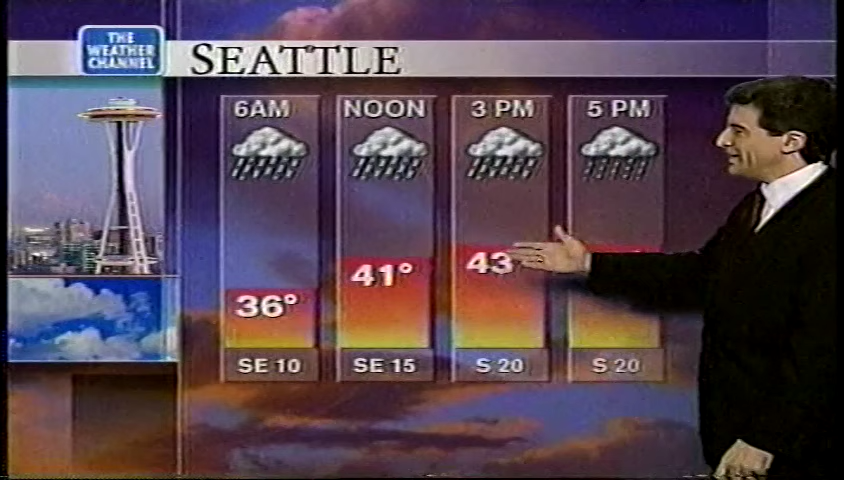 THE
WEATHER
CHANNEL
SEATTLE
6AM NOON 3 PM 5 PM
36° 41° 43
SE 10 SE 15 S 20 S 20